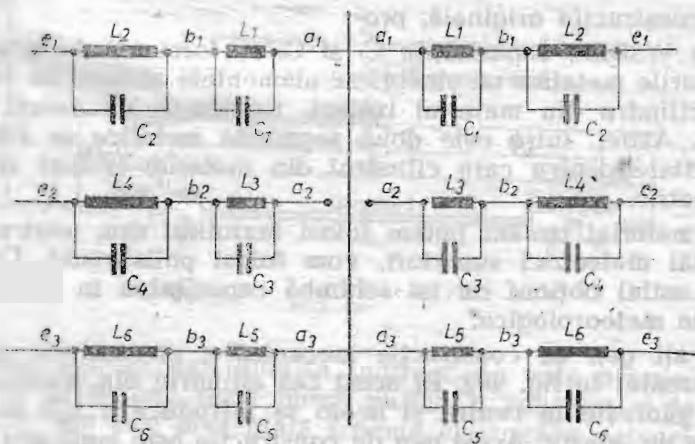 e₁ L₂ b₁ L₁ a₁ a₁ L₁ b₁ L₂ e₁
C₂ C₁ C₁ C₂
e₂ L₄ b₂ L₃ a₂ a₂ L₃ b₂ L₄ e₂
C₄ C₃ C₃ C₄
e₃ L₆ b₃ L₅ a₃ a₃ L₅ b₃ L₆ e₃
C₆ C₅ C₅ C₆